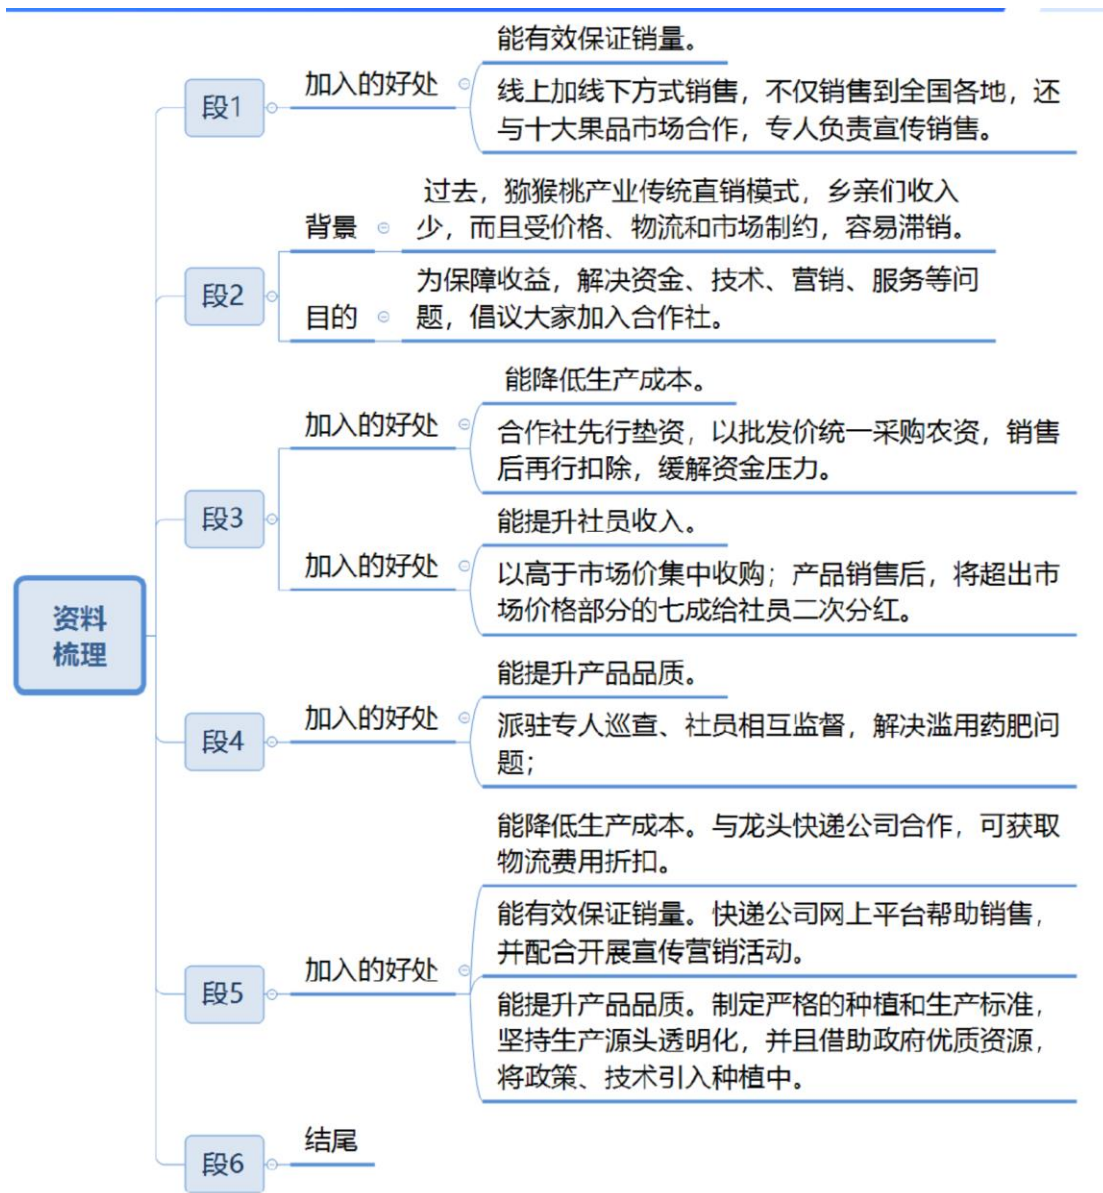 资料
梳理
段1
加入的好处
能有效保证销量。
线上加线下方式销售，不仅销售到全国各地，还
与十大果品市场合作，专人负责宣传销售。
段2
背景
过去，猕猴桃产业传统直销模式，乡亲们收入
少，而且受价格、物流和市场制约，容易滞销。
目的
为保障收益，解决资金、技术、营销、服务等问
题，倡议大家加入合作社。
段3
加入的好处
能降低生产成本。
合作社先行垫资，以批发价统一采购农资，销售
后再行扣除，缓解资金压力。
加入的好处
能提升社员收入。
以高于市场价集中收购；产品销售后，将超出市
场价格部分的七成给社员二次分红。
段4
加入的好处
能提升产品品质。
派驻专人巡查、社员相互监督，解决滥用药肥问
题；
段5
加入的好处
能降低生产成本。与龙头快递公司合作，可获取
物流费用折扣。
能有效保证销量。快递公司网上平台帮助销售，
并配合开展宣传营销活动。
能提升产品品质。制定严格的种植和生产标准，
坚持生产源头透明化，并且借助政府优质资源，
将政策、技术引入种植中。
段6
结尾